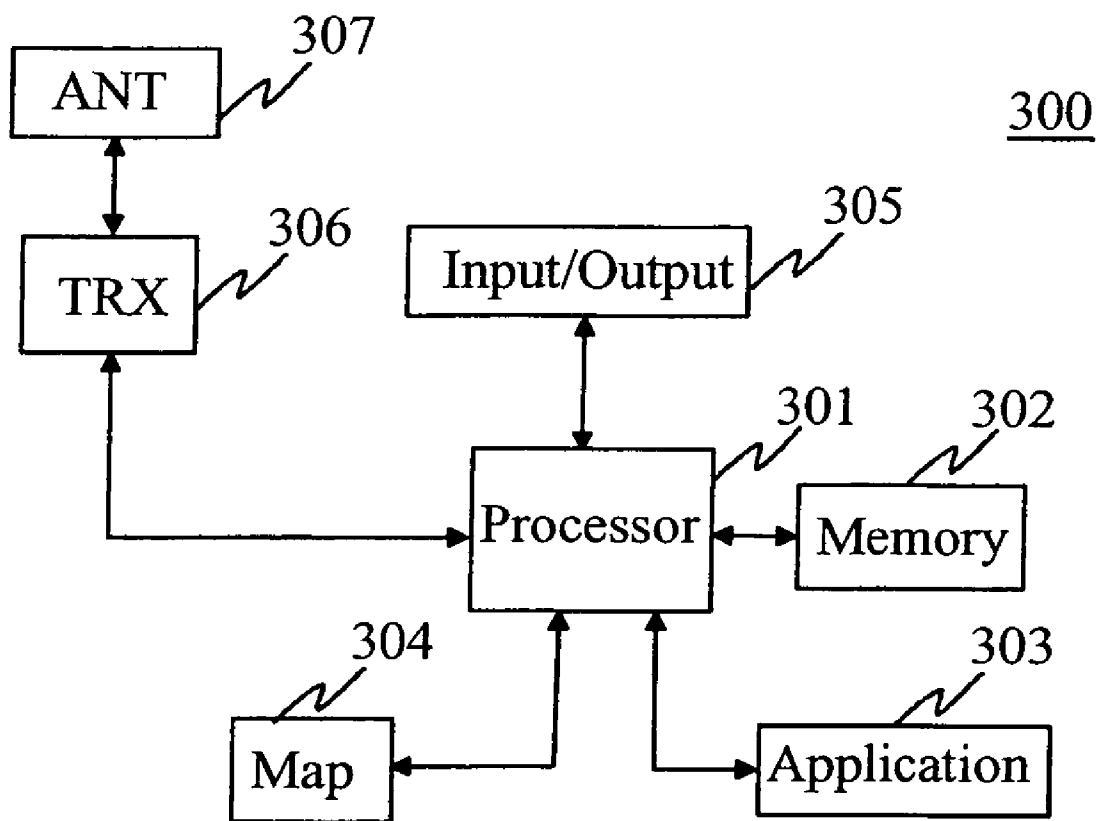 307
ANT
300
306
305
TRX
Input/Output
301
302
Processor
Memory
304
303
Map
Application